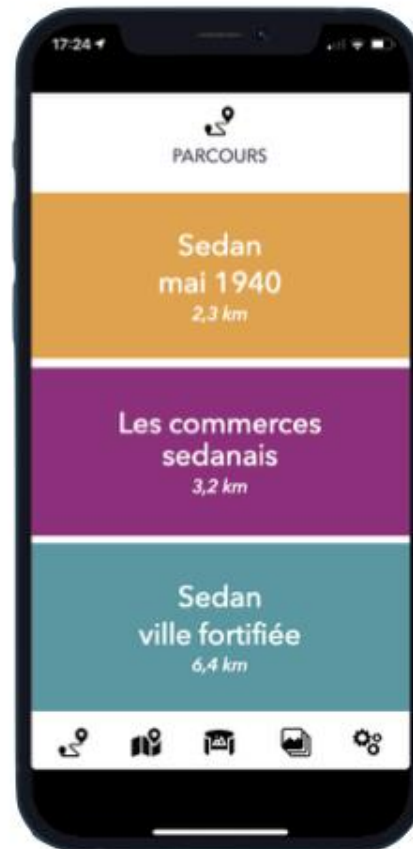 17:24
PARCOURS
Sedan
mai 1940
2,3 km
Les commerces
sedanais
3,2 km
Sedan
ville fortifiée
6,4 km